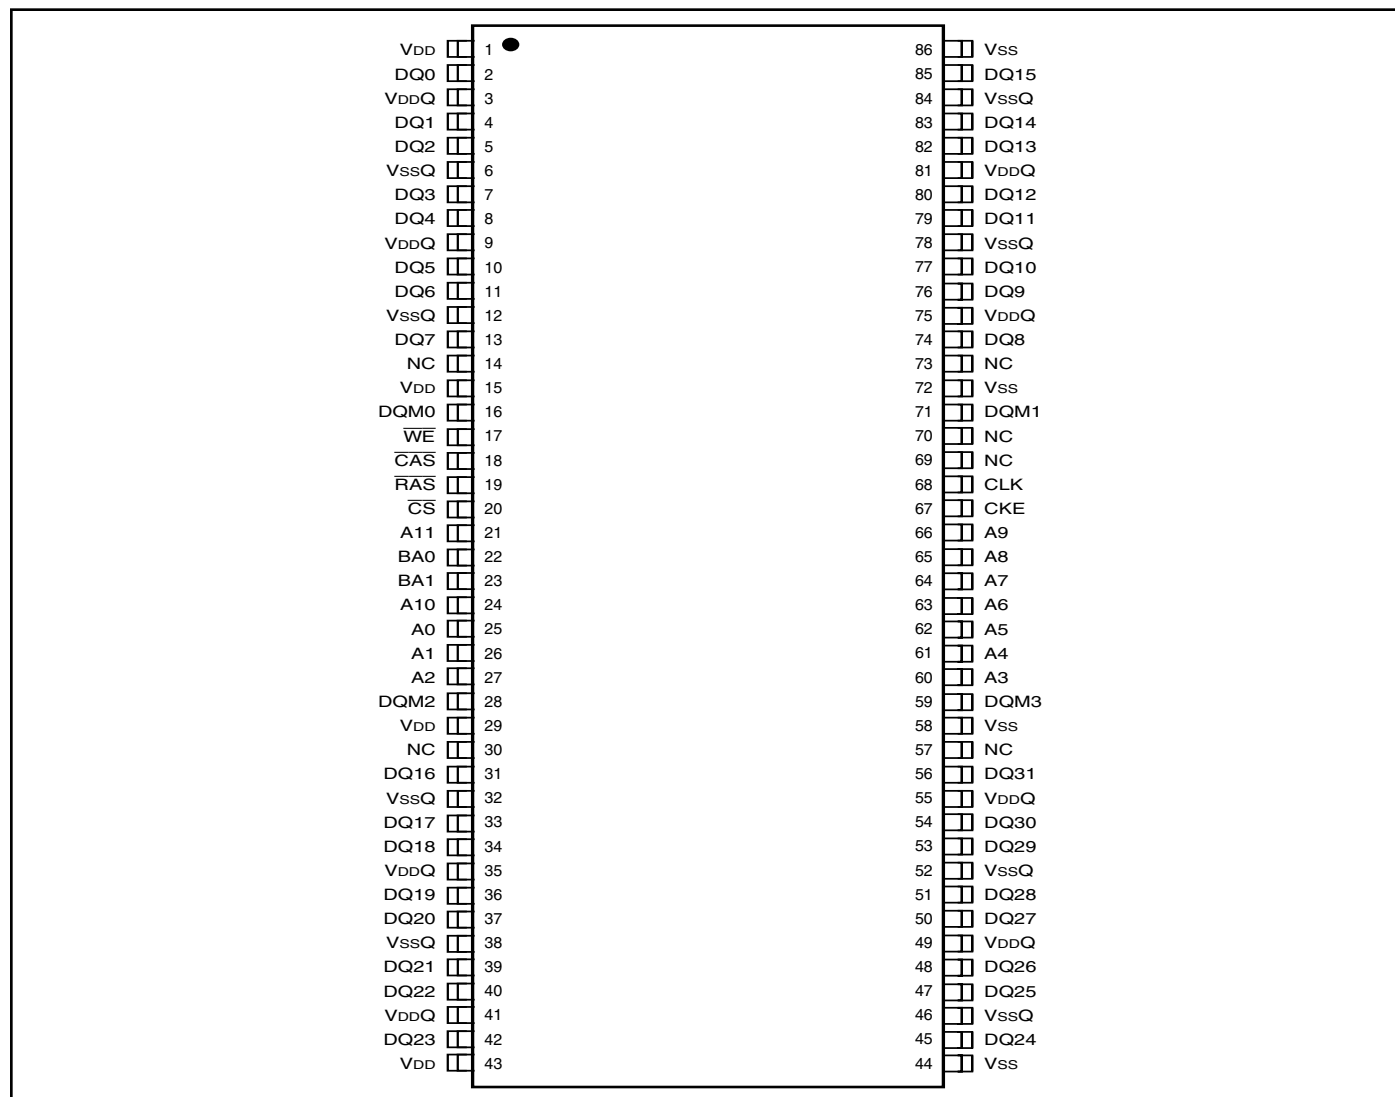 VDD 1 86 VSS
DQ0 2 85 DQ15
VDDQ 3 84 VSSQ
DQ1 4 83 DQ14
DQ2 5 82 DQ13
VSSQ 6 81 VDDQ
DQ3 7 80 DQ12
DQ4 8 79 DQ11
VDDQ 9 78 VSSQ
DQ5 10 77 DQ10
DQ6 11 76 DQ9
VSSQ 12 75 VDDQ
DQ7 13 74 DQ8
NC 14 73 NC
VDD 15 72 VSS
DQM0 16 71 DQM1
W̅E̅ 17 70 NC
C̅A̅S̅ 18 69 NC
R̅A̅S̅ 19 68 CLK
C̅S̅ 20 67 CKE
A11 21 66 A9
BA0 22 65 A8
BA1 23 64 A7
A10 24 63 A6
A0 25 62 A5
A1 26 61 A4
A2 27 60 A3
DQM2 28 59 DQM3
VDD 29 58 VSS
NC 30 57 NC
DQ16 31 56 DQ31
VSSQ 32 55 VDDQ
DQ17 33 54 DQ30
DQ18 34 53 DQ29
VDDQ 35 52 VSSQ
DQ19 36 51 DQ28
DQ20 37 50 DQ27
VSSQ 38 49 VDDQ
DQ21 39 48 DQ26
DQ22 40 47 DQ25
VDDQ 41 46 VSSQ
DQ23 42 45 DQ24
VDD 43 44 VSS